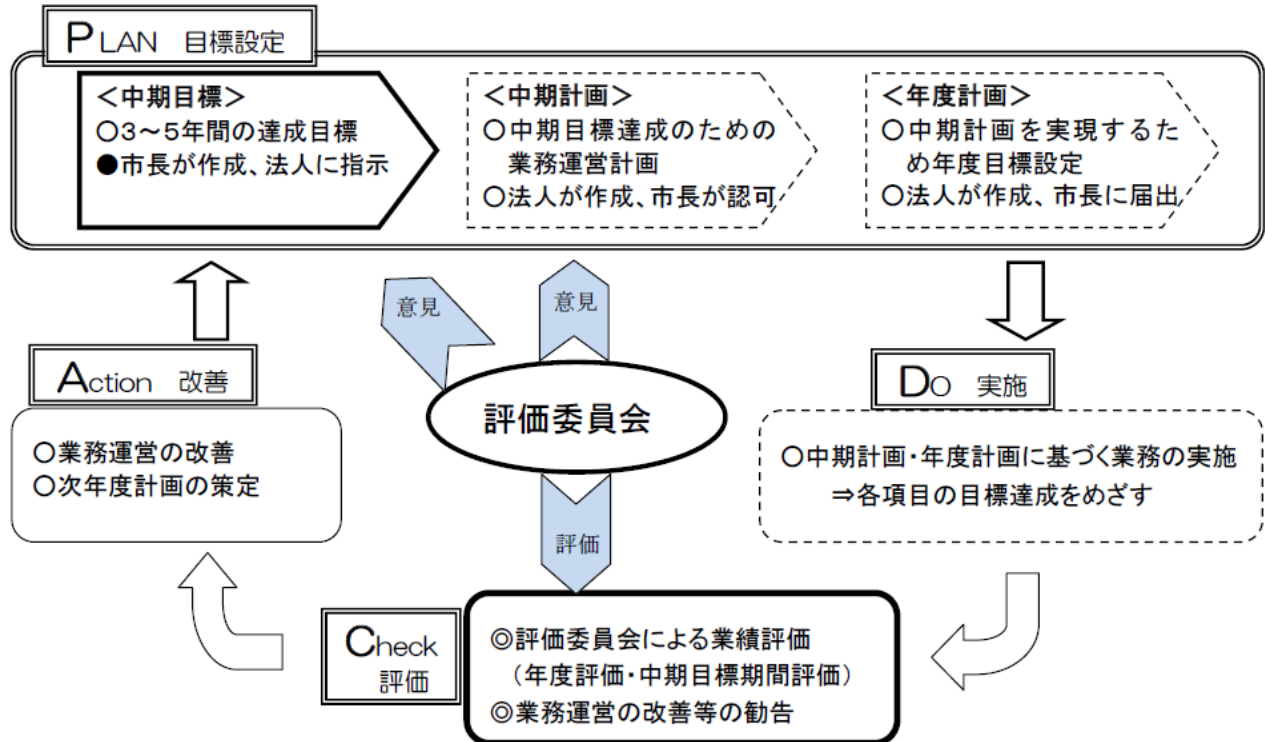 PLAN 目標設定
＜中期目標＞
○３～５年間の達成目標
●市長が作成、法人に指示
＜中期計画＞
○中期目標達成のための
業務運営計画
○法人が作成、市長が認可
＜年度計画＞
○中期計画を実現するた
め年度目標設定
○法人が作成、市長に届出
意見
意見
評価委員会
評価
Action 改善
○業務運営の改善
○次年度計画の策定
DO 実施
○中期計画・年度計画に基づく業務の実施
⇒各項目の目標達成をめざす
Check
評価
◎評価委員会による業績評価
（年度評価・中期目標期間評価）
◎業務運営の改善等の勧告